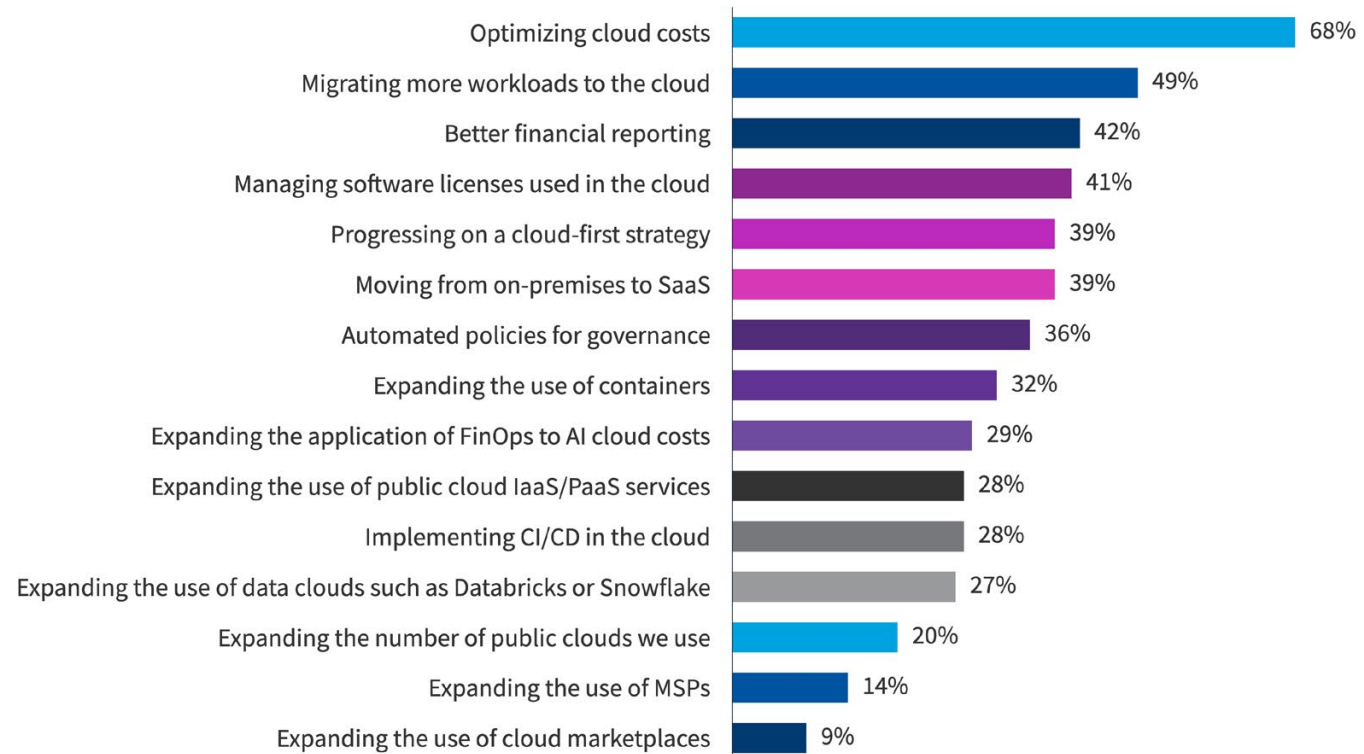 Optimizing cloud costs 68%
Migrating more workloads to the cloud 49%
Better financial reporting 42%
Managing software licenses used in the cloud 41%
Progressing on a cloud-first strategy 39%
Moving from on-premises to SaaS 39%
Automated policies for governance 36%
Expanding the use of containers 32%
Expanding the application of FinOps to AI cloud costs 29%
Expanding the use of public cloud IaaS/PaaS services 28%
Implementing CI/CD in the cloud 28%
Expanding the use of data clouds such as Databricks or Snowflake 27%
Expanding the number of public clouds we use 20%
Expanding the use of MSPs 14%
Expanding the use of cloud marketplaces 9%